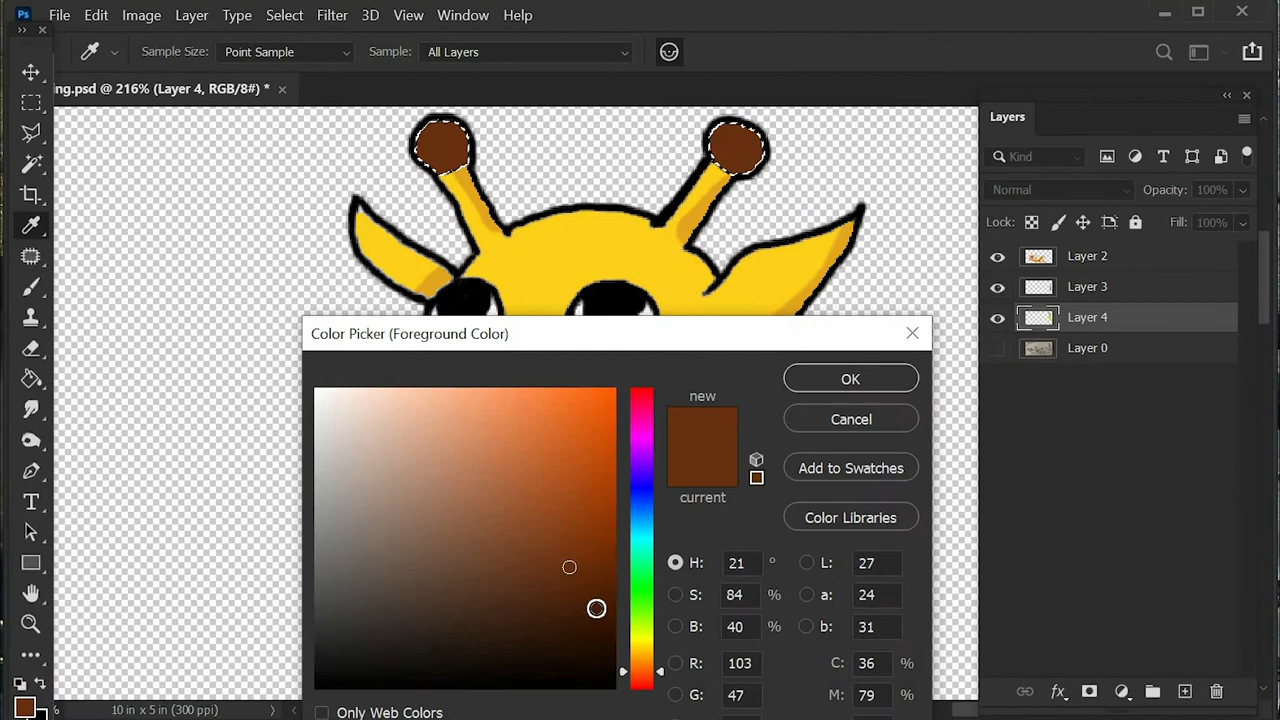 Ps File Edit Image Layer Type Select Filter 3D View Window Help
Sample Size: Point Sample Sample: All Layers
ng.psd @ 216% (Layer 4, RGB/8#) *
Layers
Kind
Normal Opacity: 100%
Lock: Fill: 100%
Layer 2
Layer 3
Layer 4
Layer 0
Color Picker (Foreground Color)
new
current
OK
Cancel
Add to Swatches
Color Libraries
H: 21 ° L: 27
S: 84 % a: 24
B: 40 % b: 31
R: 103 C: 36 %
G: 47 M: 79 %
Only Web Colors
% 10 in x 5 in (300 ppi)